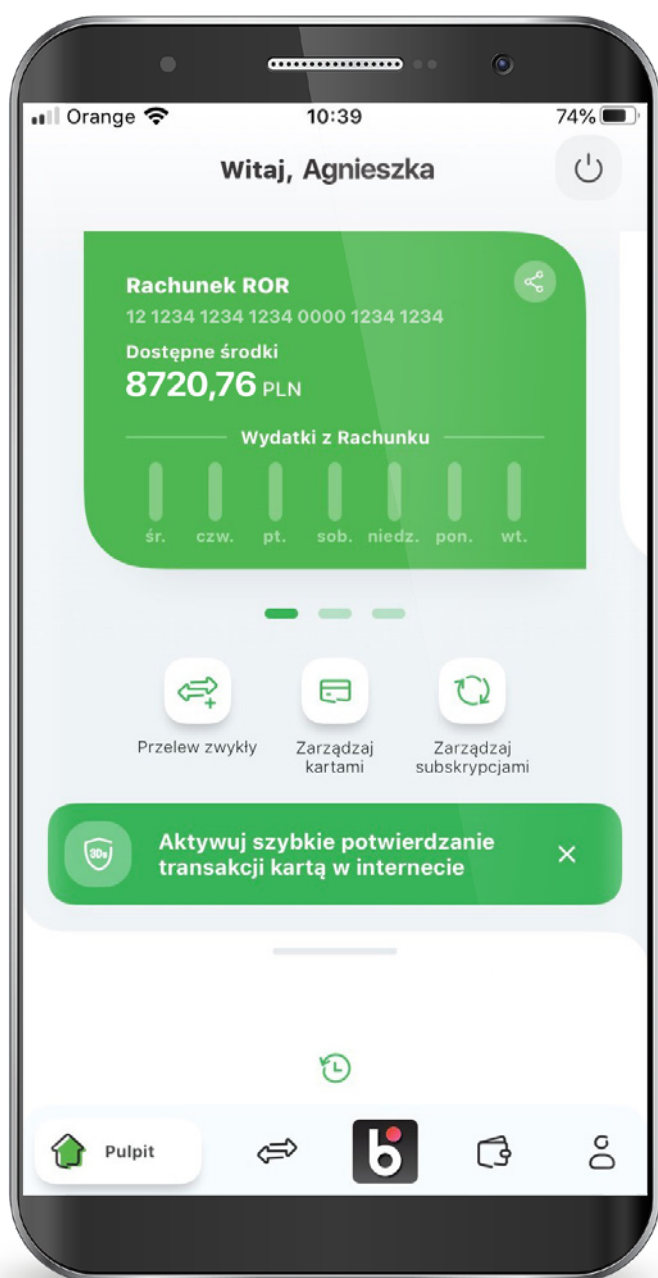 Orange
10:39
74%
Witaj, Agnieszka
Rachunek ROR
12 1234 1234 1234 0000 1234 1234
Dostępne środki
8720,76 PLN
Wydatki z Rachunku
śr. czw. pt. sob. niedz. pon. wt.
Przelew zwykły
Zarządzaj
kartami
Zarządzaj
subskrypcjami
3Ds
Aktywuj szybkie potwierdzanie
transakcji kartą w internecie
Pulpit
b